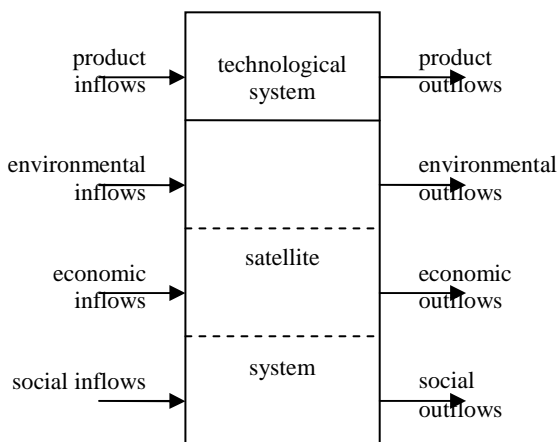 product
inflows
technological
system
product
outflows
environmental
inflows
environmental
outflows
satellite
economic
inflows
economic
outflows
social inflows
system
social
outflows